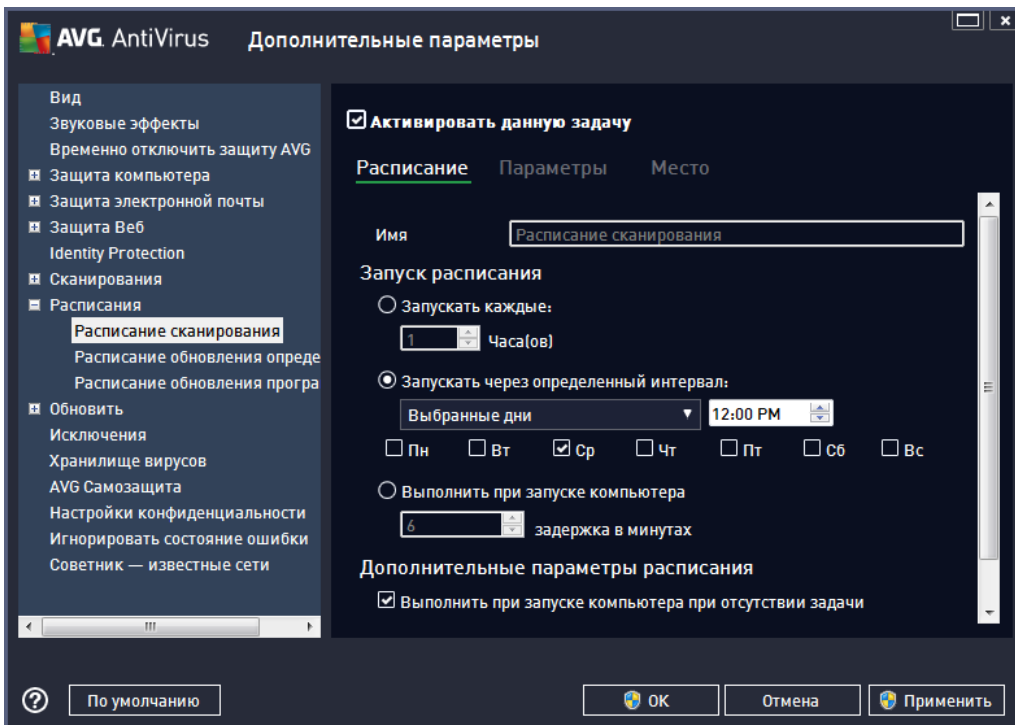 AVG AntiVirus Дополнительные параметры
Вид
Звуковые эффекты
Временно отключить защиту AVG
Защита компьютера
Защита электронной почты
Защита Веб
Identity Protection
Сканирования
Расписания
Расписание сканирования
Расписание обновления опреде
Расписание обновления програ
Обновить
Исключения
Хранилище вирусов
AVG Самозащита
Настройки конфиденциальности
Игнорировать состояние ошибки
Советник — известные сети
Активировать данную задачу
Расписание Параметры Место
Имя Расписание сканирования
Запуск расписания
Запускать каждые:
1 Часа(ов)
Запускать через определенный интервал:
Выбранные дни 12:00 PM
Пн Вт Ср Чт Пт Сб Вс
Выполнить при запуске компьютера
6 задержка в минутах
Дополнительные параметры расписания
Выполнить при запуске компьютера при отсутствии задачи
? По умолчанию ОК Отмена Применить